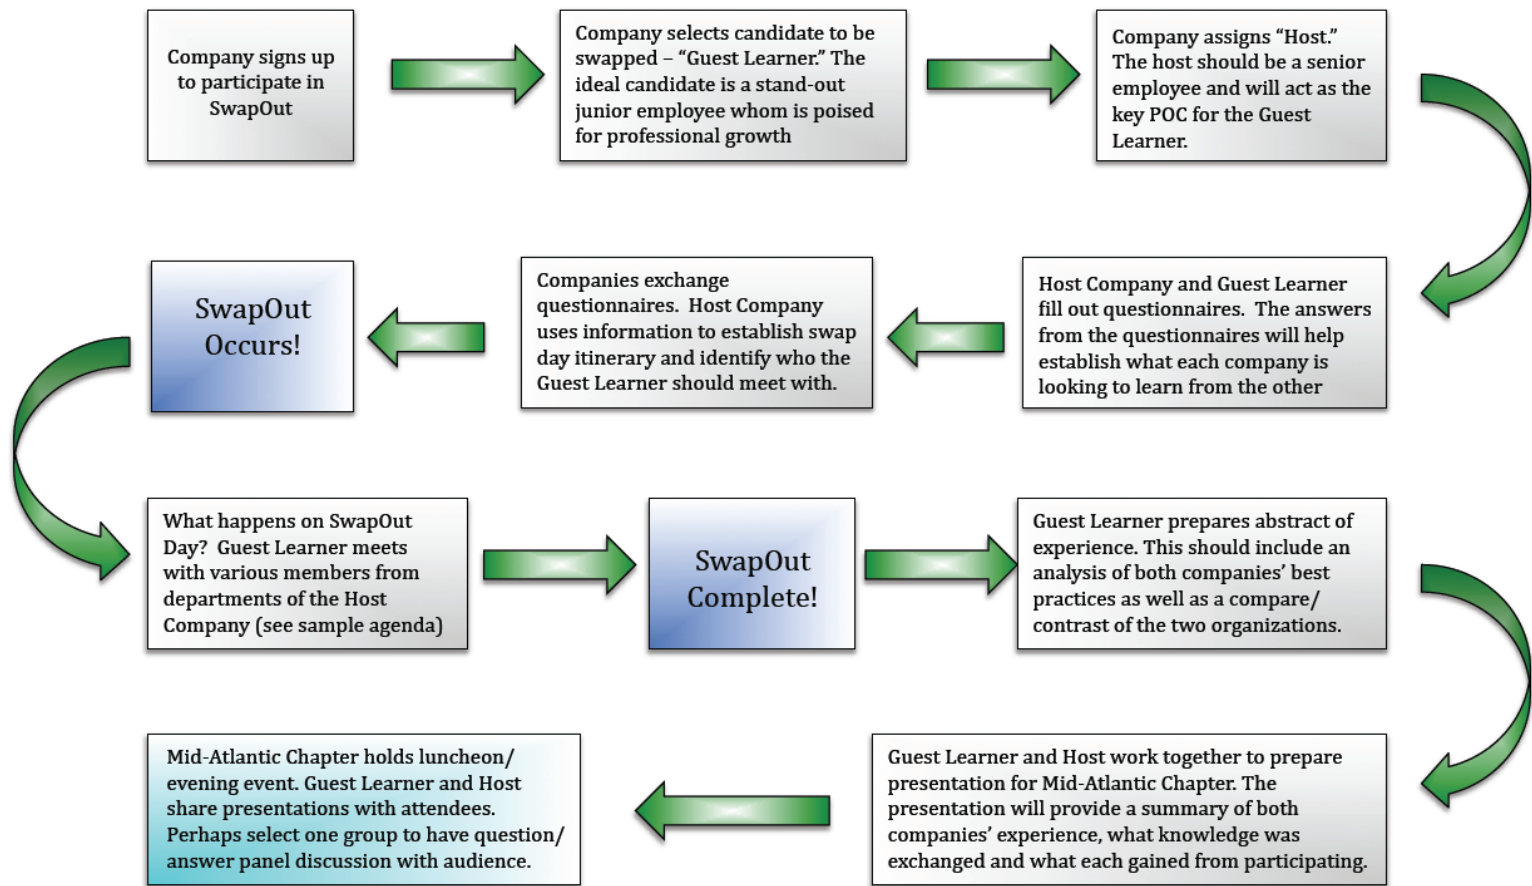 Company signs up
to participate in
SwapOut
Company selects candidate to be
swapped – “Guest Learner.” The
ideal candidate is a stand-out
junior employee whom is poised
for professional growth
Company assigns “Host.”
The host should be a senior
employee and will act as the
key POC for the Guest
Learner.
Host Company and Guest Learner
fill out questionnaires.  The answers
from the questionnaires will help
establish what each company is
looking to learn from the other
Companies exchange
questionnaires.  Host Company
uses information to establish swap
day itinerary and identify who the
Guest Learner should meet with.
SwapOut
Occurs!
What happens on SwapOut
Day?  Guest Learner meets
with various members from
departments of the Host
Company (see sample agenda)
SwapOut
Complete!
Guest Learner prepares abstract of
experience. This should include an
analysis of both companies’ best
practices as well as a compare/
contrast of the two organizations.
Guest Learner and Host work together to prepare
presentation for Mid-Atlantic Chapter. The
presentation will provide a summary of both
companies’ experience, what knowledge was
exchanged and what each gained from participating.
Mid-Atlantic Chapter holds luncheon/
evening event. Guest Learner and Host
share presentations with attendees.
Perhaps select one group to have question/
answer panel discussion with audience.